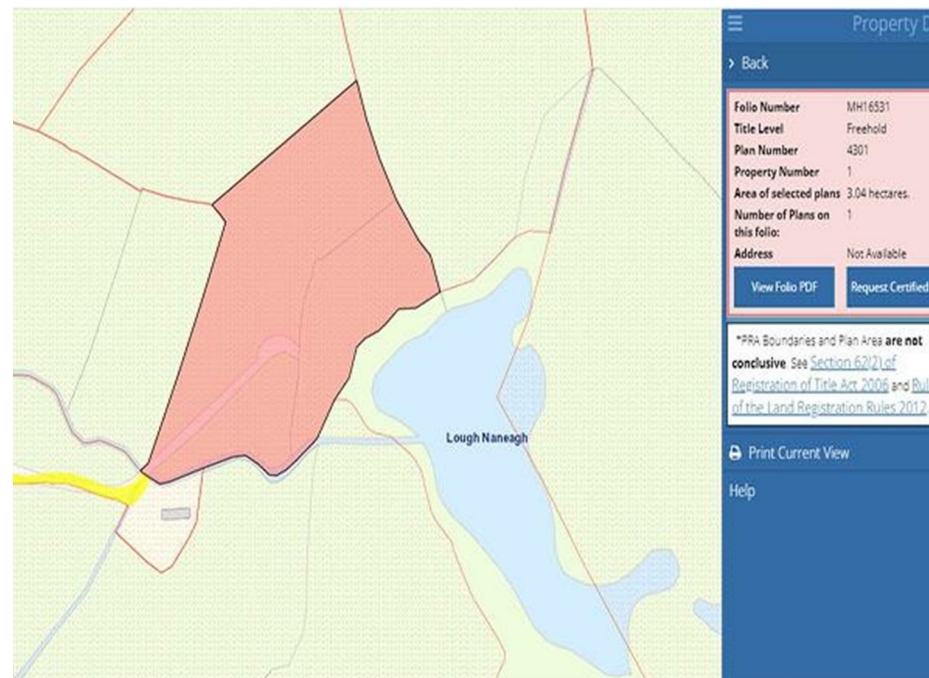 Property D
Back
Folio Number MH16531
Title Level Freehold
Plan Number 4301
Property Number 1
Area of selected plans 3.04 hectares.
Number of Plans on 1
this folio:
Address Not Available
View Folio PDF Request Certified
*PRA Boundaries and Plan Area are not
conclusive See Section 62(2) of
Registration of Title Act 2006 and Rul
of the Land Registration Rules 2012
Print Current View
Help
Lough Naneagh